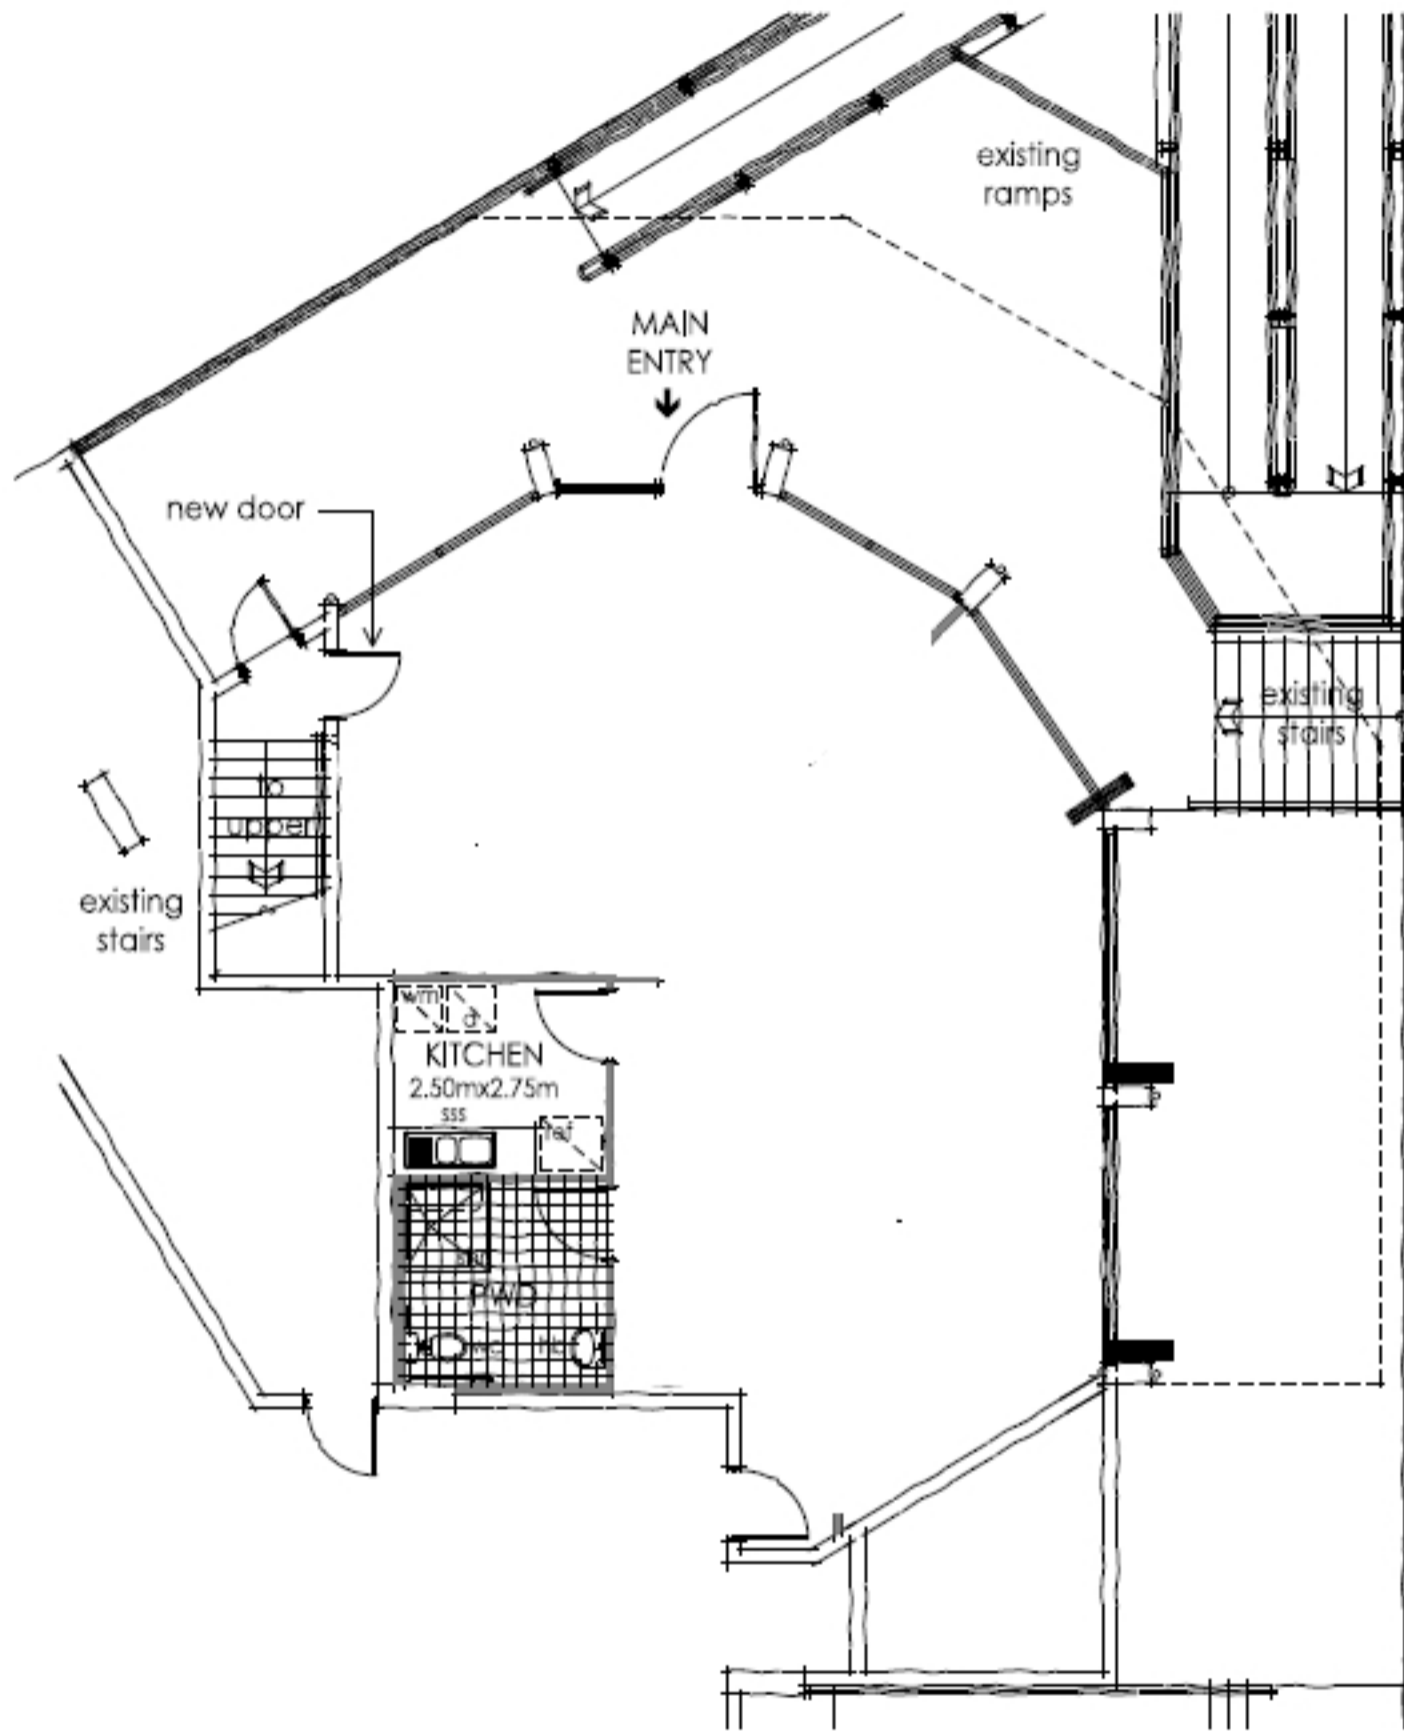 existing
ramps
MAIN
ENTRY
new door
existing
stairs
to
upper
existing
stairs
wm
d
KITCHEN
2.50mx2.75m
sss
ref
PWD
wc